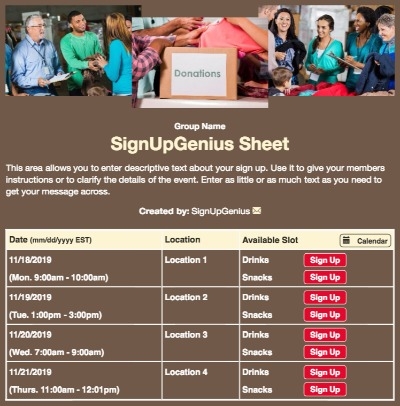 Donations
Group Name
SignUpGenius Sheet
This area allows you to enter descriptive text about your sign up. Use it to give your members
instructions or to clarify the details of the event. Enter as little or as much text as you need to
get your message across.
Created by: SignUpGenius
Date (mm/dd/yyyy EST) Location Available Slot Calendar
11/18/2019 Location 1 Drinks Sign Up
(Mon. 9:00am - 10:00am) Snacks Sign Up
11/19/2019 Location 2 Drinks Sign Up
(Tue. 1:00pm - 3:00pm) Snacks Sign Up
11/20/2019 Location 3 Drinks Sign Up
(Wed. 7:00am - 9:00am) Snacks Sign Up
11/21/2019 Location 4 Drinks Sign Up
(Thurs. 11:00am - 12:01pm) Snacks Sign Up